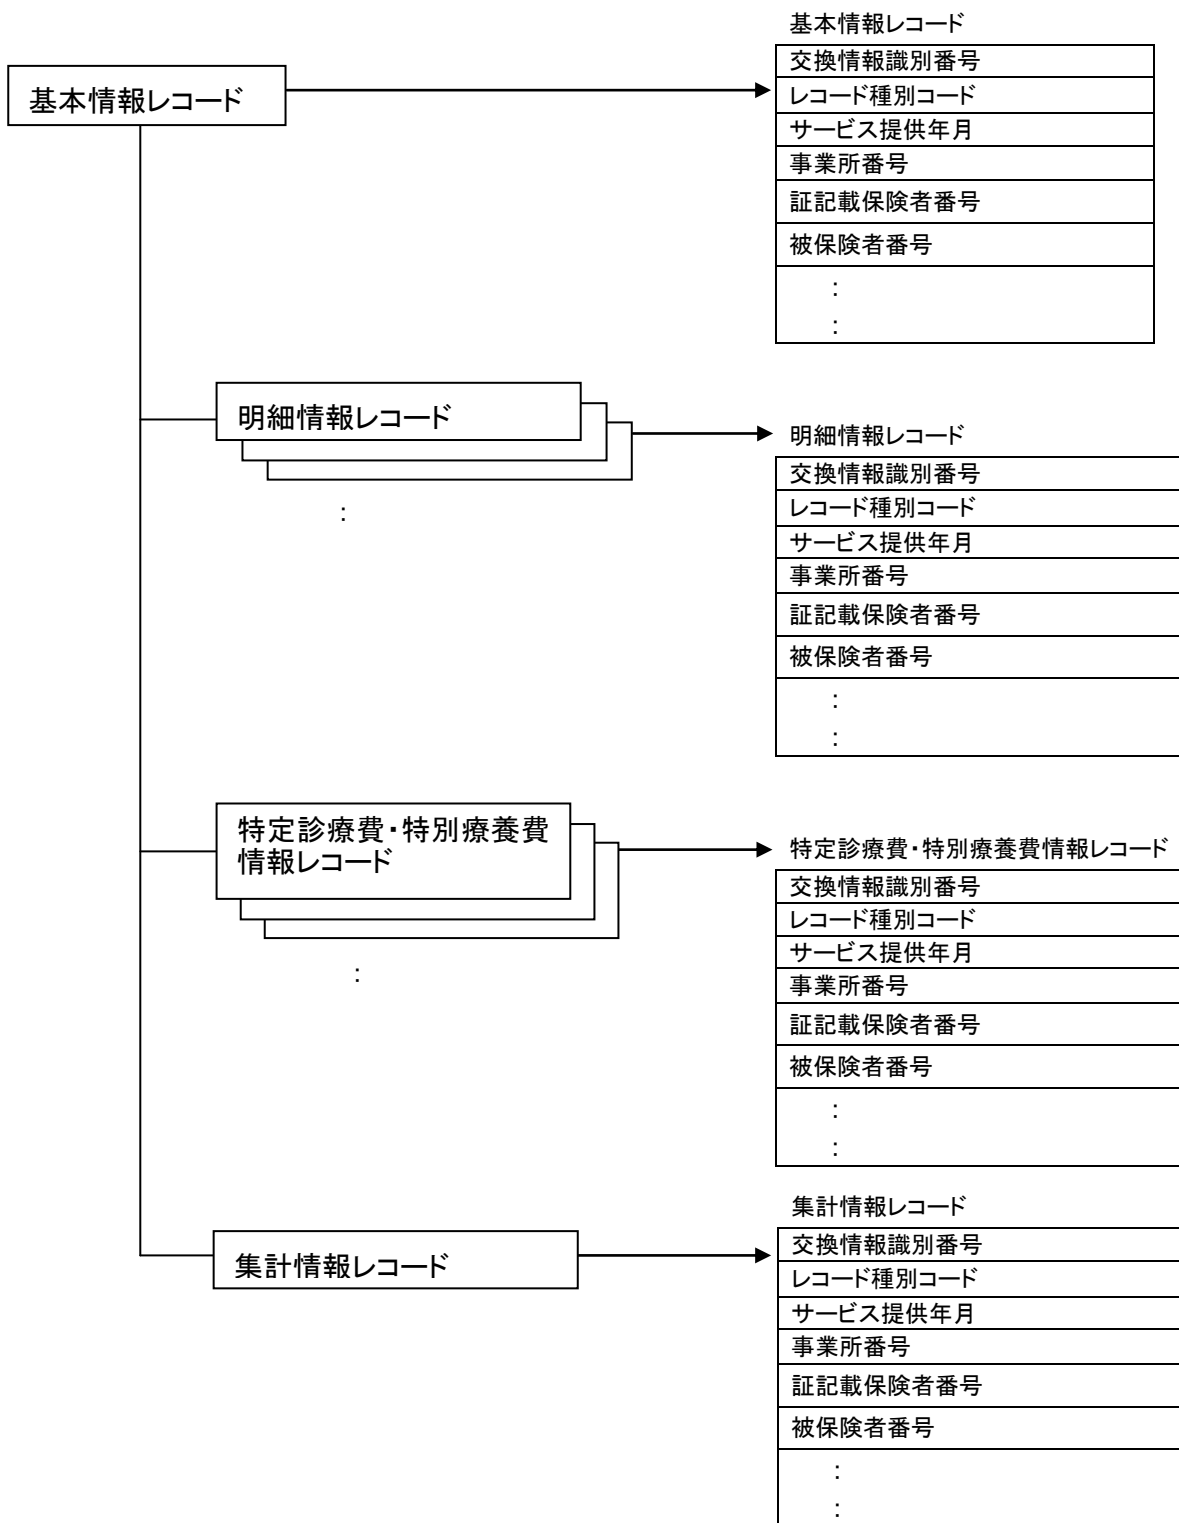 基本情報レコード
基本情報レコード
交換情報識別番号
レコード種別コード
サービス提供年月
事業所番号
証記載保険者番号
被保険者番号
:
:
明細情報レコード
:
明細情報レコード
交換情報識別番号
レコード種別コード
サービス提供年月
事業所番号
証記載保険者番号
被保険者番号
:
:
特定診療費・特別療養費
情報レコード
:
特定診療費・特別療養費情報レコード
交換情報識別番号
レコード種別コード
サービス提供年月
事業所番号
証記載保険者番号
被保険者番号
:
:
集計情報レコード
集計情報レコード
交換情報識別番号
レコード種別コード
サービス提供年月
事業所番号
証記載保険者番号
被保険者番号
:
: